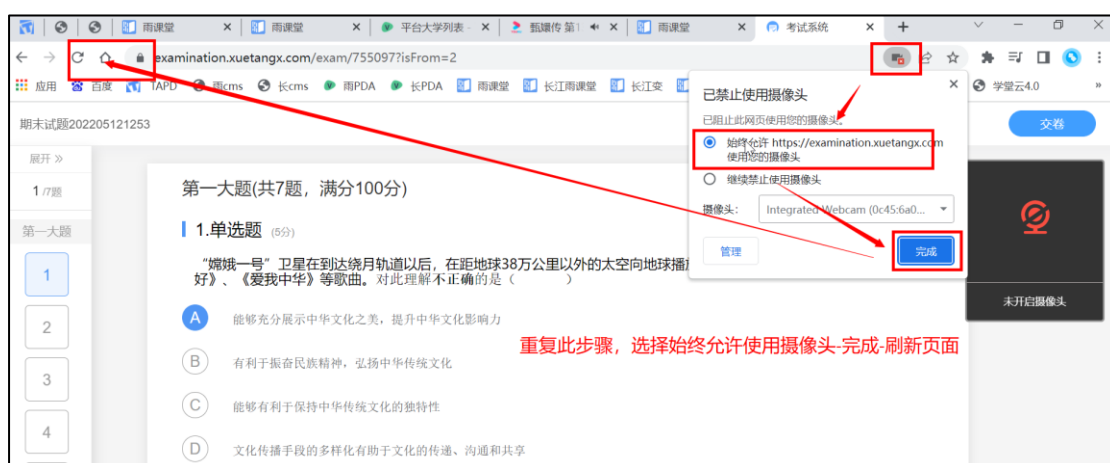 雨课堂
雨课堂
平台大学列表 -
甄嬛传 第1
雨课堂
考试系统
examination.xuetangx.com/exam/755097?isFrom=2
应用
百度
TAPD
雨cms
长cms
雨PDA
长PDA
雨课堂
长江雨课堂
长江变
学堂云4.0
»
期末试题202205121253
交卷
展开 »
1 /7题
第一大题
1
2
3
4
第一大题(共7题，满分100分)
1.单选题 (5分)
“嫦娥一号”卫星在到达绕月轨道以后，在距地球38万公里以外的太空向地球播
好》、《爱我中华》等歌曲。对此理解不正确的是（ ）
A 能够充分展示中华文化之美，提升中华文化影响力
B 有利于振奋民族精神，弘扬中华传统文化
C 能够有利于保持中华传统文化的独特性
D 文化传播手段的多样化有助于文化的传递、沟通和共享
已禁止使用摄像头
已阻止此网页使用您的摄像头。
始终允许 https://examination.xuetangx.com
使用您的摄像头
继续禁止使用摄像头
摄像头： Integrated Webcam (0c45:6a0...
管理
完成
未开启摄像头
重复此步骤，选择始终允许使用摄像头-完成-刷新页面